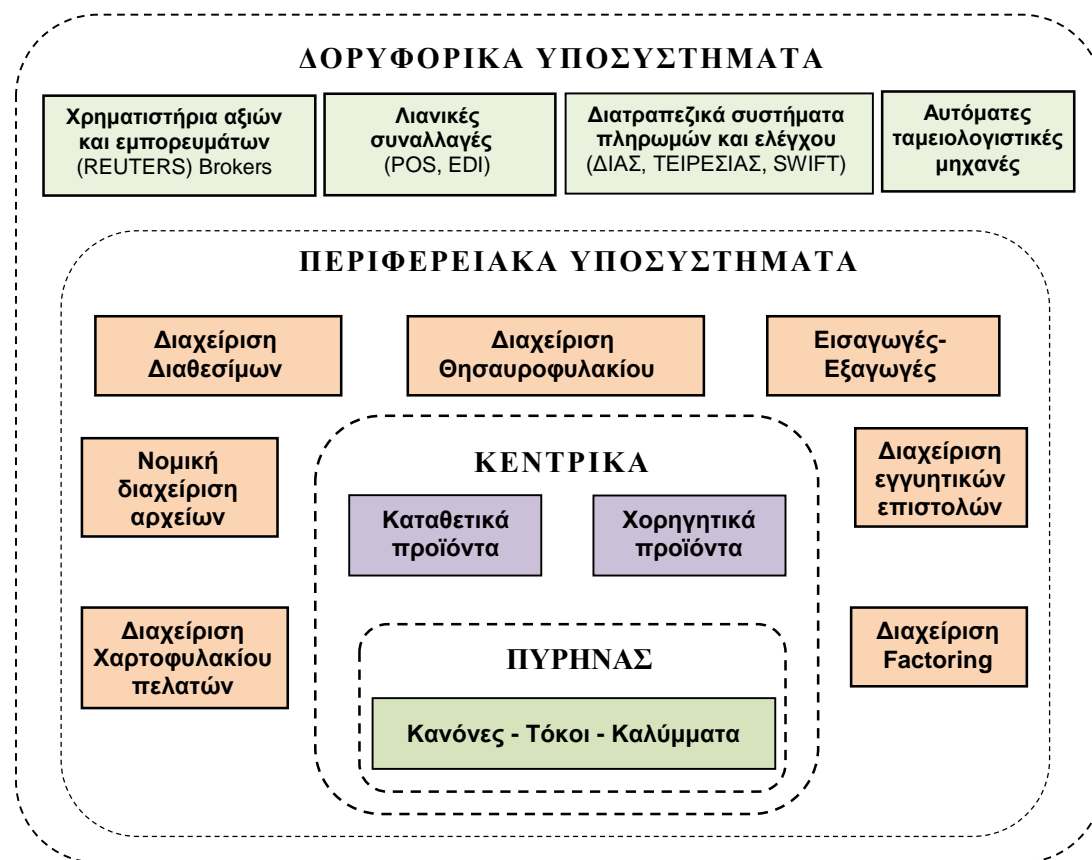 ΔΟΡΥΦΟΡΙΚΑ ΥΠΟΣΥΣΤΗΜΑΤΑ
Χρηματιστήρια αξιών
και εμπορευμάτων
(REUTERS) Brokers
Λιανικές
συναλλαγές
(POS, EDI)
Διατραπεζικά συστήματα
πληρωμών και ελέγχου
(ΔΙΑΣ, ΤΕΙΡΕΣΙΑΣ, SWIFT)
Αυτόματες
ταμειολογιστικές
μηχανές
ΠΕΡΙΦΕΡΕΙΑΚΑ ΥΠΟΣΥΣΤΗΜΑΤΑ
Διαχείριση
Διαθεσίμων
Διαχείριση
Θησαυροφυλακίου
Εισαγωγές-
Εξαγωγές
Νομική
διαχείριση
αρχείων
ΚΕΝΤΡΙΚΑ
Καταθετικά
προϊόντα
Χορηγητικά
προϊόντα
Διαχείριση
εγγυητικών
επιστολών
Διαχείριση
Χαρτοφυλακίου
πελατών
ΠΥΡΗΝΑΣ
Κανόνες - Τόκοι - Καλύμματα
Διαχείριση
Factoring